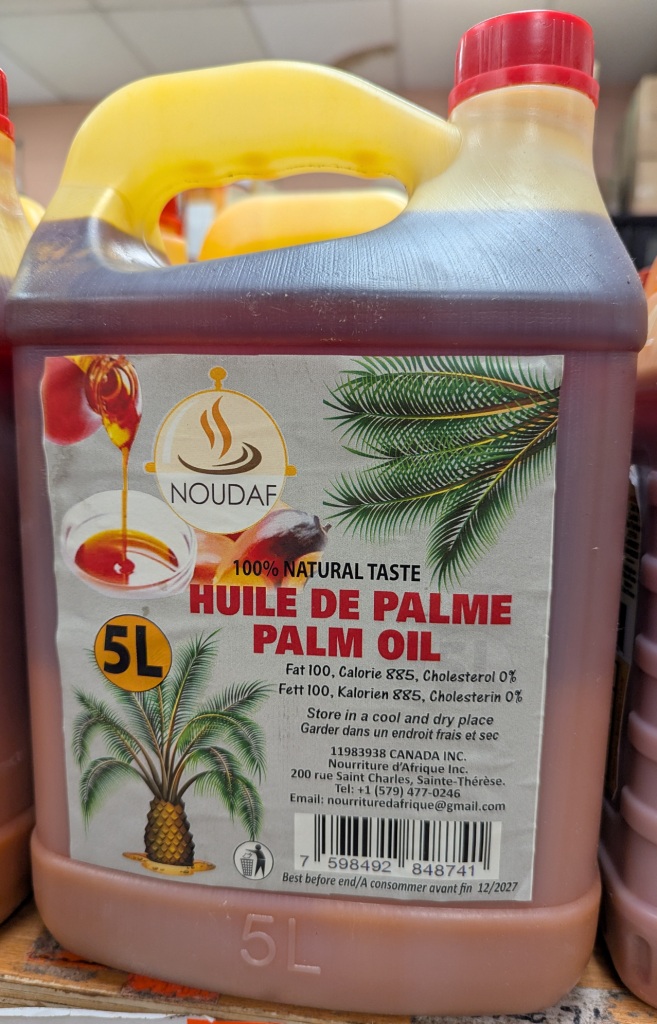 NOUDAF
100% NATURAL TASTE
HUILE DE PALME
PALM OIL
5L
Fat 100, Calorie 885, Cholesterol 0%
Fett 100, Kalorien 885, Cholesterin 0%
Store in a cool and dry place
Garder dans un endroit frais et sec
11983938 CANADA INC.
Nourriture d'Afrique Inc.
200 rue Saint Charles, Sainte-Thérèse.
Tel: +1 (579) 477-0246
Email: nourrituredafrique@gmail.com
7 598492 848741
Best before end/A consommer avant fin 12/2027
5L